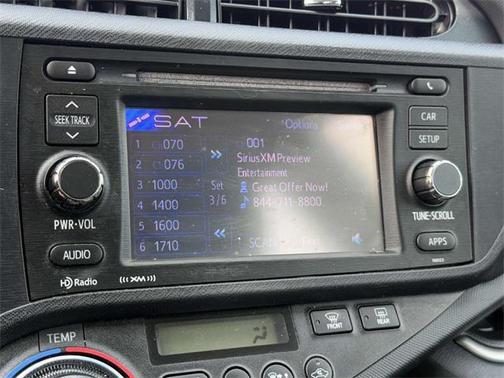 SEEK TRACK
PWR-VOL
AUDIO
HD Radio
((XM))
SAT
Options
1 070
2 076
3 1000
4 1400
5 1600
6 1710
Set
3/6
001
SiriusXM Preview
Entertainment
Great Offer Now!
844-711-8800
SCAN
CAR
SETUP
TUNE-SCROLL
APPS
TEMP
FRONT
REAR